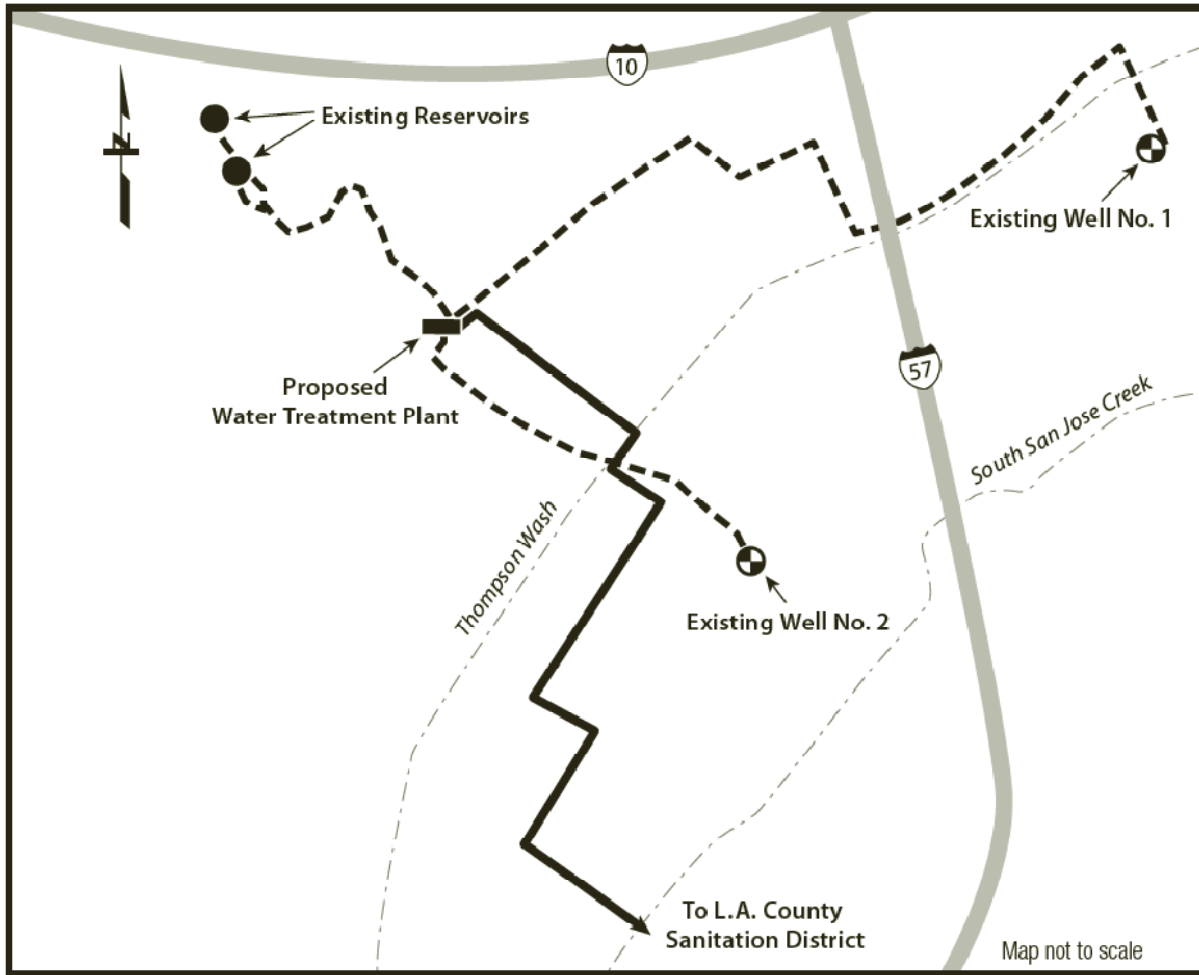 10
N
Existing Reservoirs
Existing Well No. 1
57
Proposed
Water Treatment Plant
South San Jose Creek
Thompson Wash
Existing Well No. 2
To L.A. County
Sanitation District
Map not to scale